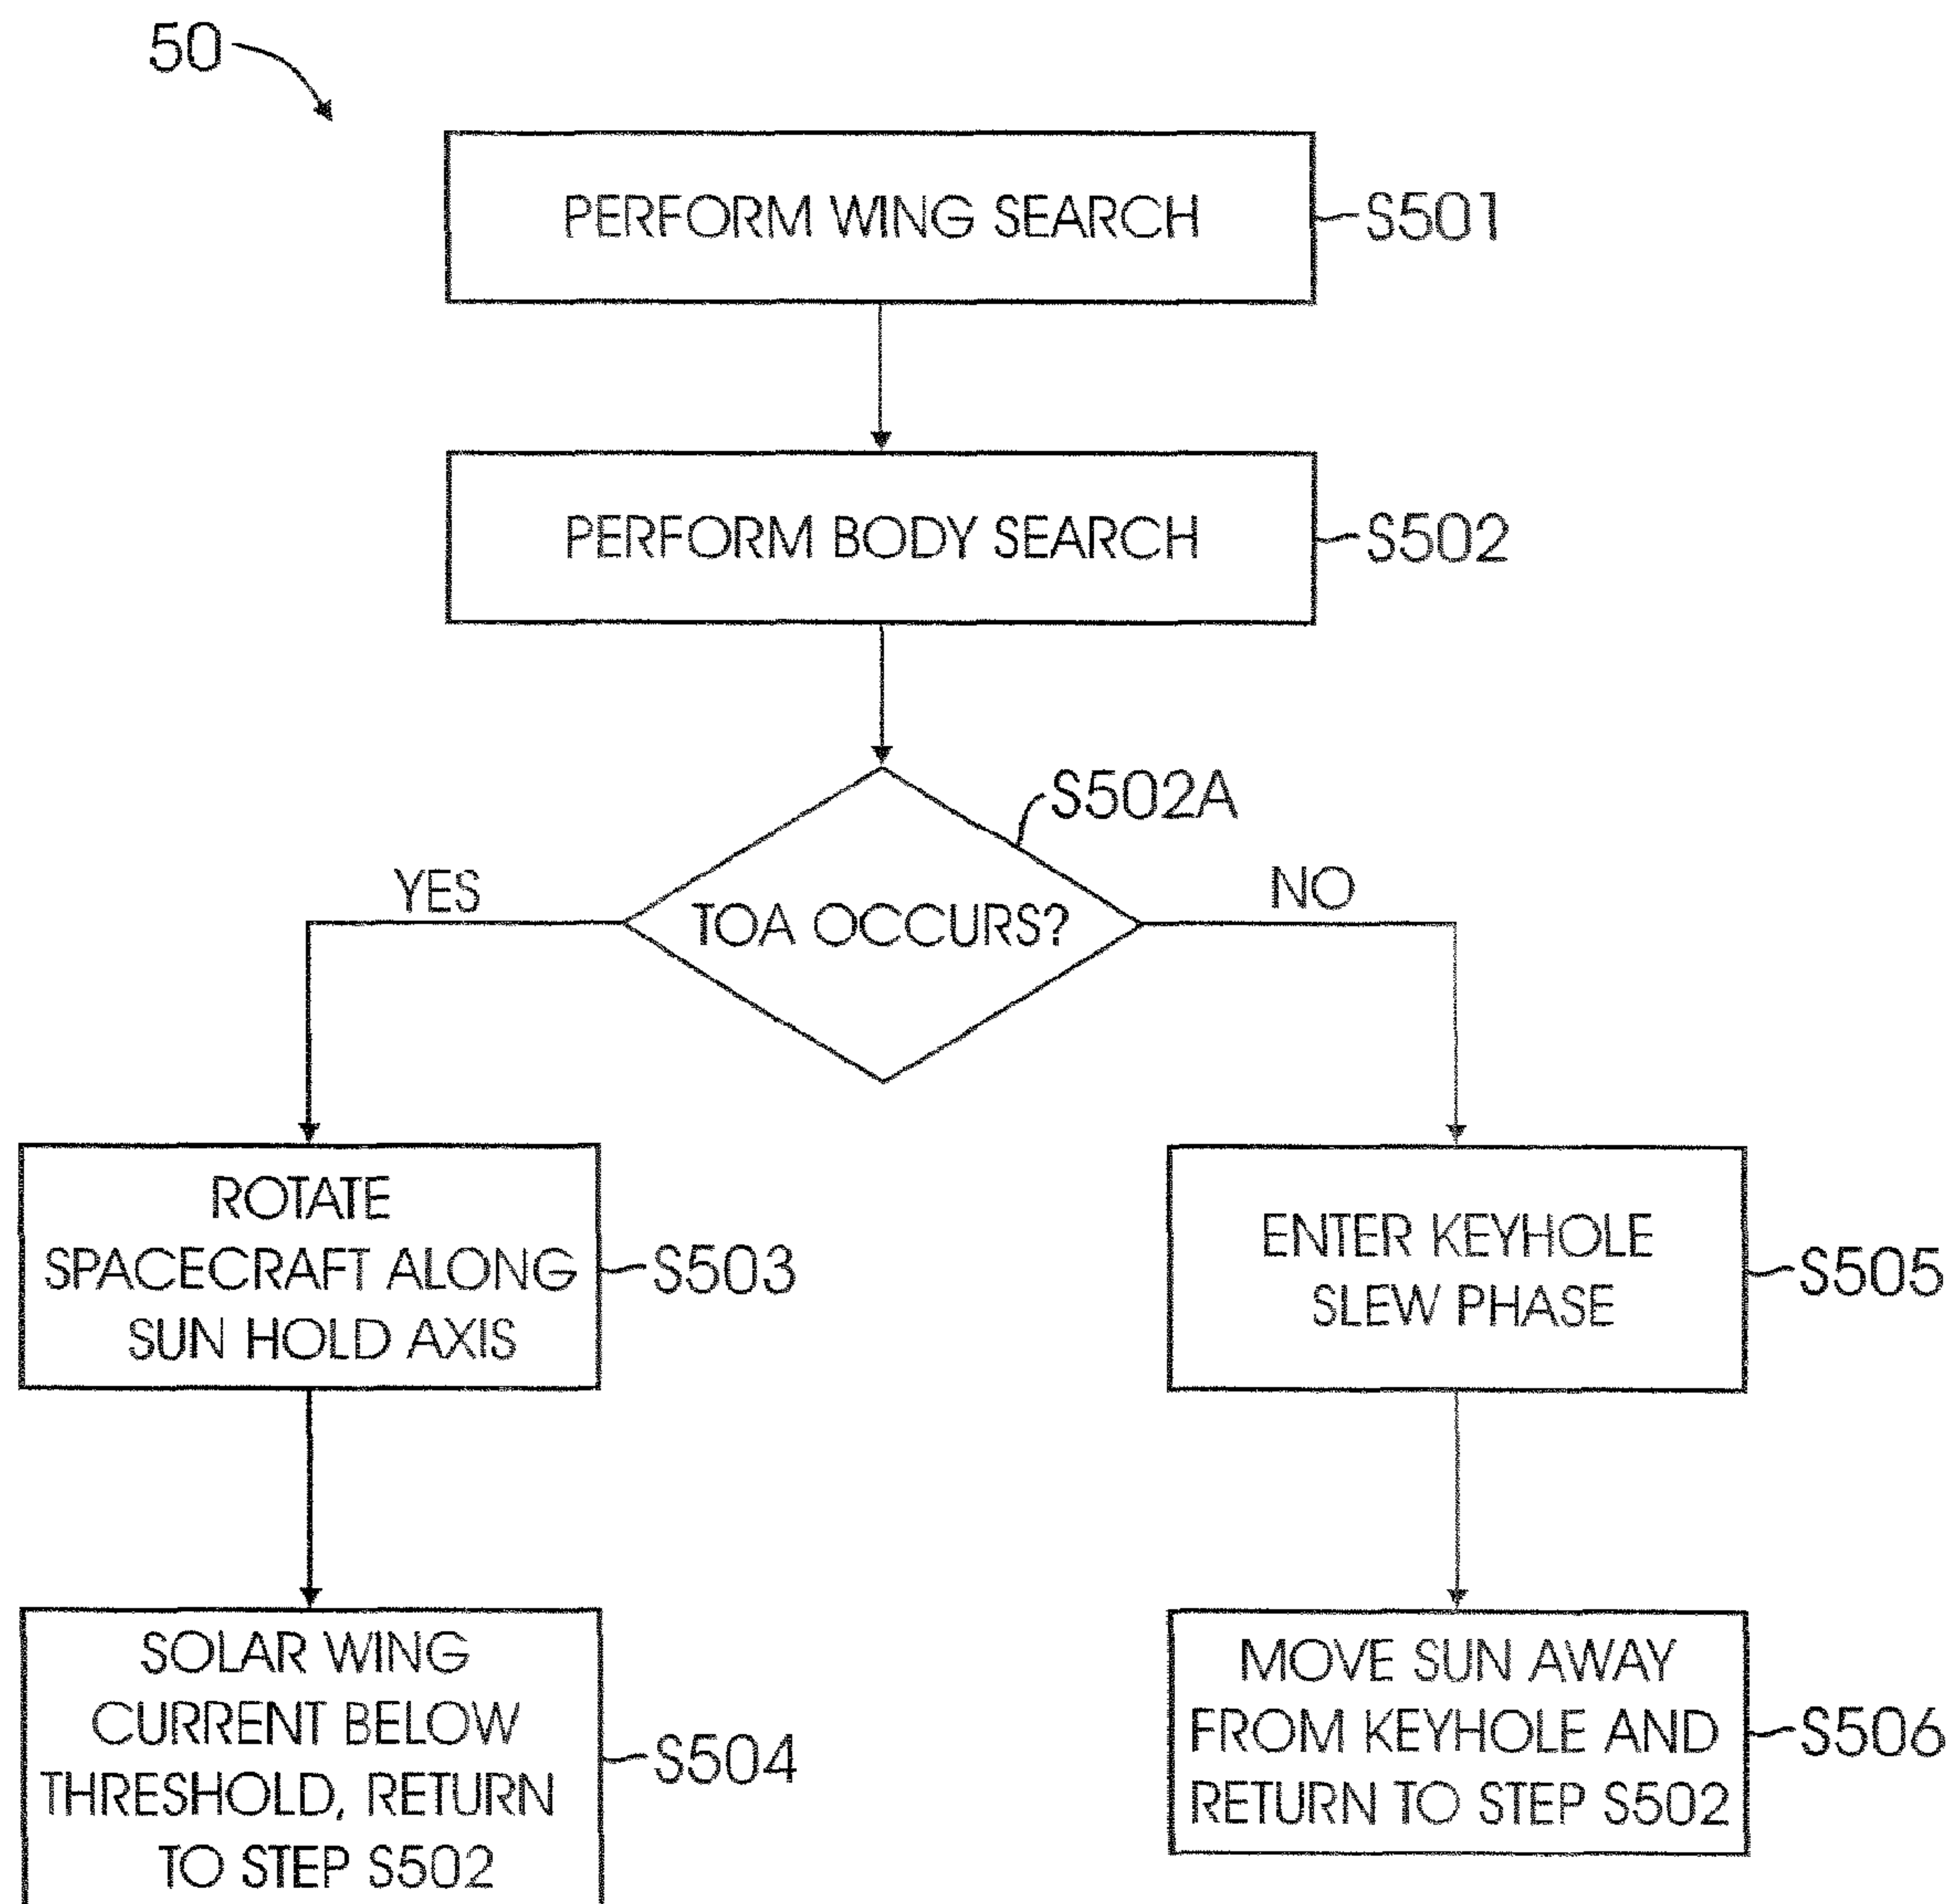 50
PERFORM WING SEARCH
S501
PERFORM BODY SEARCH
S502
S502A
TOA OCCURS?
YES
NO
ROTATE
SPACECRAFT ALONG
SUN HOLD AXIS
S503
ENTER KEYHOLE
SLEW PHASE
S505
SOLAR WING
CURRENT BELOW
THRESHOLD, RETURN
TO STEP S502
S504
MOVE SUN AWAY
FROM KEYHOLE AND
RETURN TO STEP S502
S506